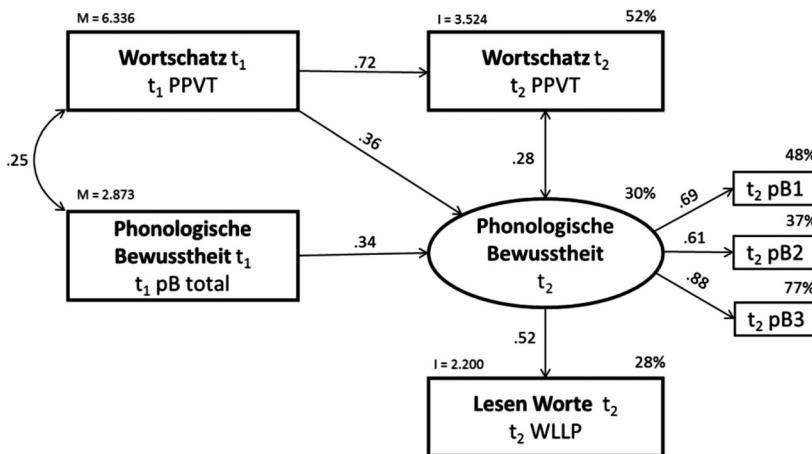 M = 6.336
Wortschatz t₁
t₁ PPVT
I = 3.524
52%
Wortschatz t₂
t₂ PPVT
.72
.36
.25
.28
M = 2.873
Phonologische
Bewusstheit t₁
t₁ pB total
.34
30%
Phonologische
Bewusstheit
t₂
.69
48%
t₂ pB1
.61
37%
t₂ pB2
.88
77%
t₂ pB3
.52
I = 2.200
28%
Lesen Worte t₂
t₂ WLLP